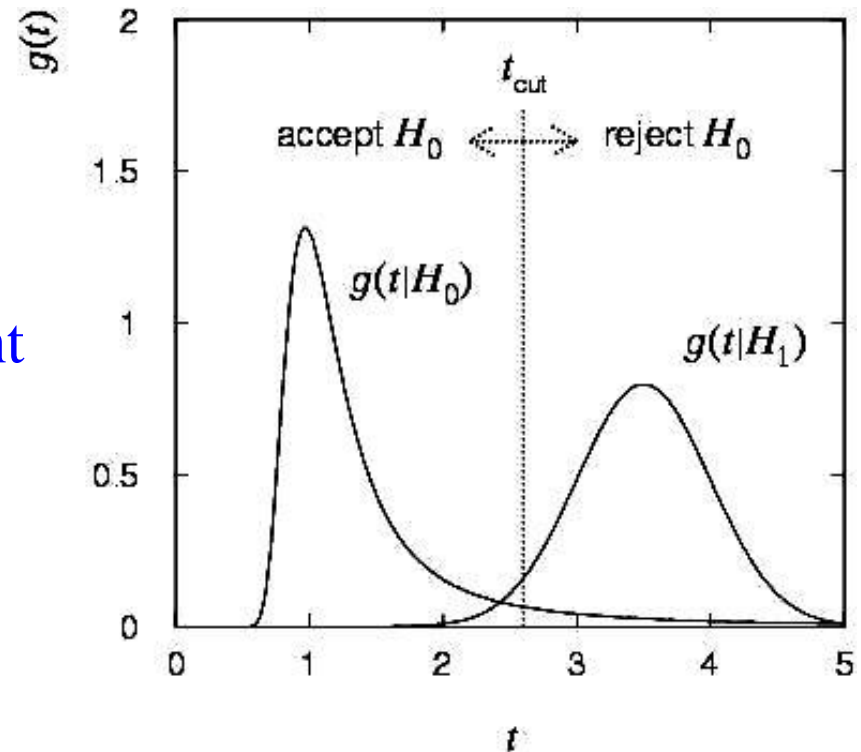 g(t)
2
t_cut
accept H_0 reject H_0
1.5
g(t|H_0)
nt
1
g(t|H_1)
0.5
0
0 1 2 3 4 5
t